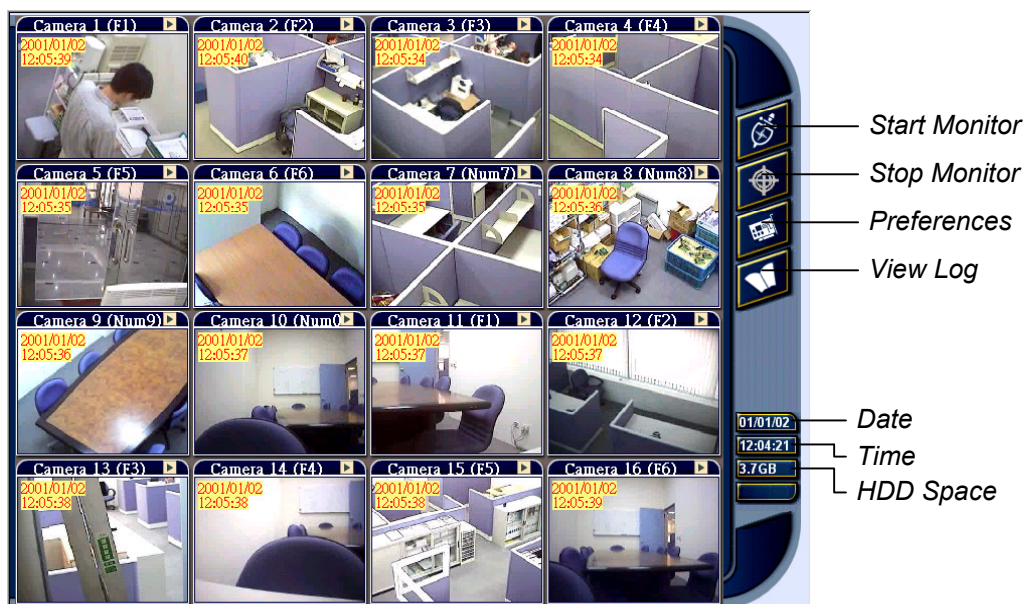 Camera 1 (F1)
Camera 2 (F2)
Camera 3 (F3)
Camera 4 (F4)
2001/01/02
12:05:39
2001/01/02
12:05:40
2001/01/02
12:05:34
2001/01/02
12:05:34
Start Monitor
Stop Monitor
Preferences
View Log
Camera 5 (F5)
Camera 6 (F6)
Camera 7 (Num7)
Camera 8 (Num8)
2001/01/02
12:05:35
2001/01/02
12:05:35
2001/01/02
12:05:35
2001/01/02
12:05:36
Camera 9 (Num9)
Camera 10 (Num0
Camera 11 (F1)
Camera 12 (F2)
2001/01/02
12:05:36
2001/01/02
12:05:37
2001/01/02
12:05:37
2001/01/02
12:05:37
01/01/02
Date
12:04:21
Time
3.7GB
HDD Space
Camera 13 (F3)
Camera 14 (F4)
Camera 15 (F5)
Camera 16 (F6)
2001/01/02
12:05:38
2001/01/02
12:05:38
2001/01/02
12:05:38
2001/01/02
12:05:39